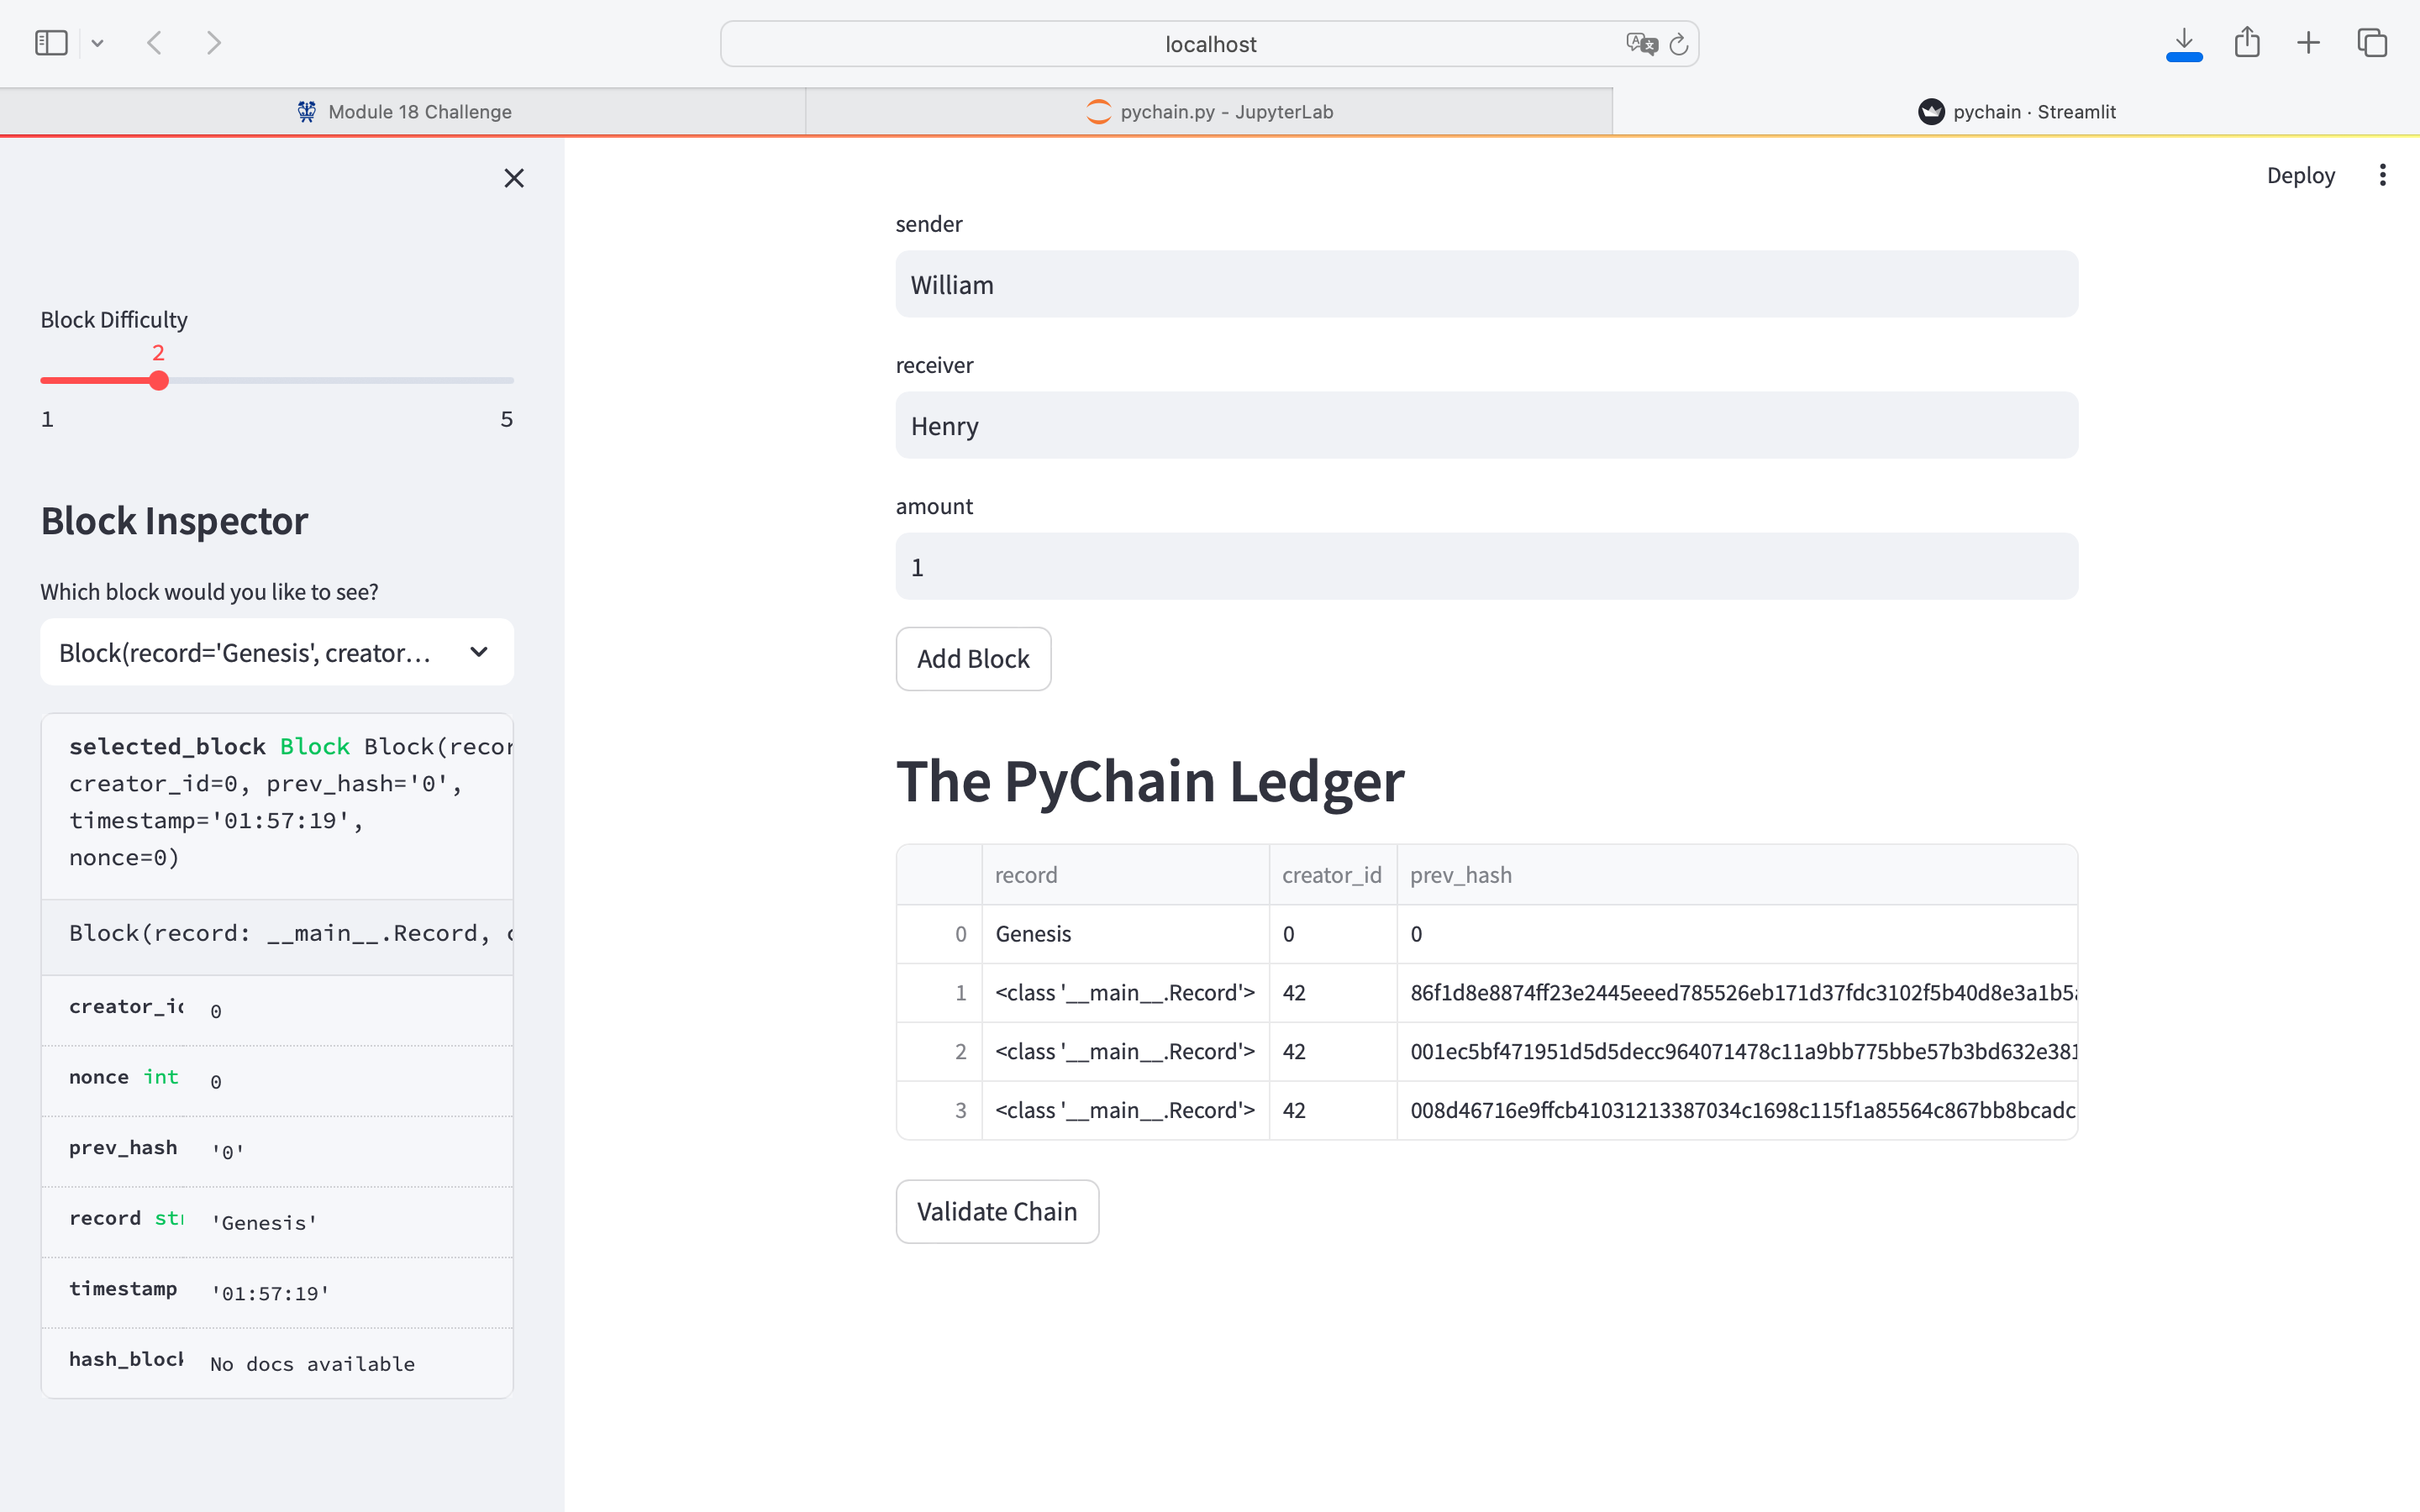 localhost
Module 18 Challenge
pychain.py - JupyterLab
pychain · Streamlit
Deploy
Block Difficulty
2
1
5
Block Inspector
Which block would you like to see?
Block(record='Genesis', creator…
selected_block Block Block(recor
creator_id=0, prev_hash='0',
timestamp='01:57:19',
nonce=0)
Block(record: __main__.Record, c
creator_id 0
nonce int 0
prev_hash '0'
record str 'Genesis'
timestamp '01:57:19'
hash_block No docs available
sender
William
receiver
Henry
amount
1
Add Block
The PyChain Ledger
record creator_id prev_hash
0 Genesis 0 0
1 <class '__main__.Record'> 42 86f1d8e8874ff23e2445eeed785526eb171d37fdc3102f5b40d8e3a1b5a
2 <class '__main__.Record'> 42 001ec5bf471951d5d5decc964071478c11a9bb775bbe57b3bd632e381
3 <class '__main__.Record'> 42 008d46716e9ffcb41031213387034c1698c115f1a85564c867bb8bcadc
Validate Chain